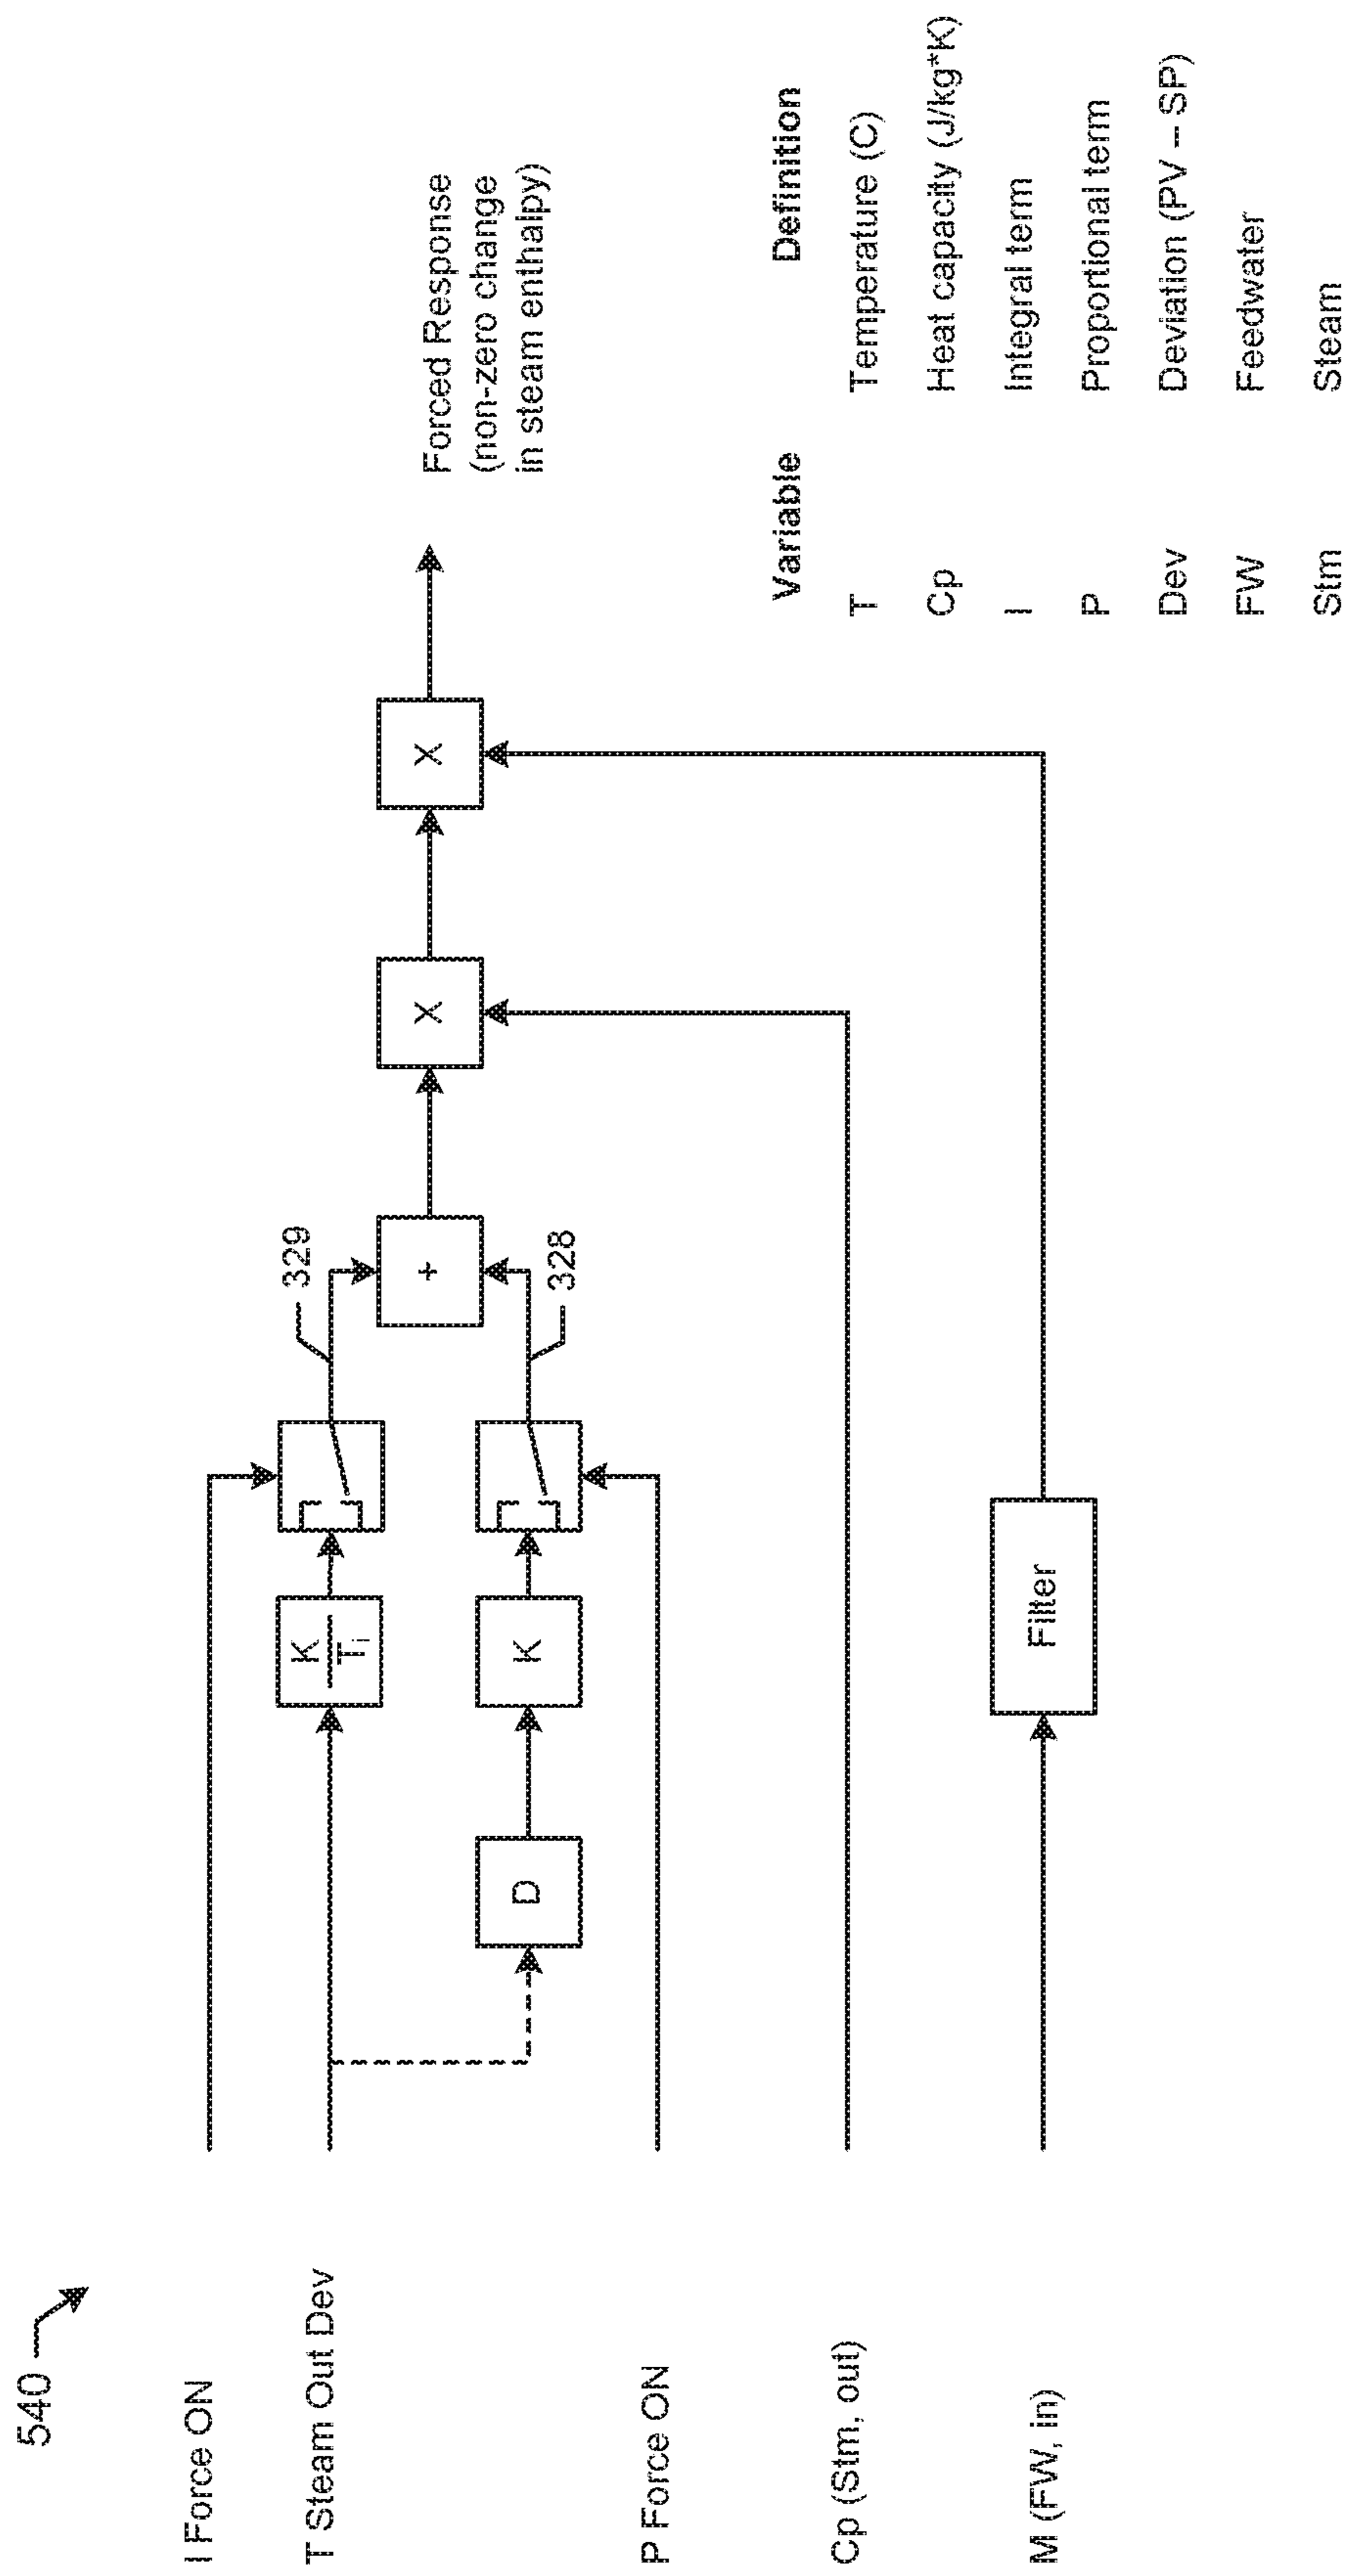 540
I Force ON
T Steam Out Dev
P Force ON
Cp (Stm, out)
M (FW, in)
K
Ti
D
K
329
328
+
X
X
Filter
Forced Response
(non-zero change
in steam enthalpy)
Variable Definition
T Temperature (C)
Cp Heat capacity (J/kg*K)
I Integral term
P Proportional term
Dev Deviation (PV – SP)
FW Feedwater
Stm Steam